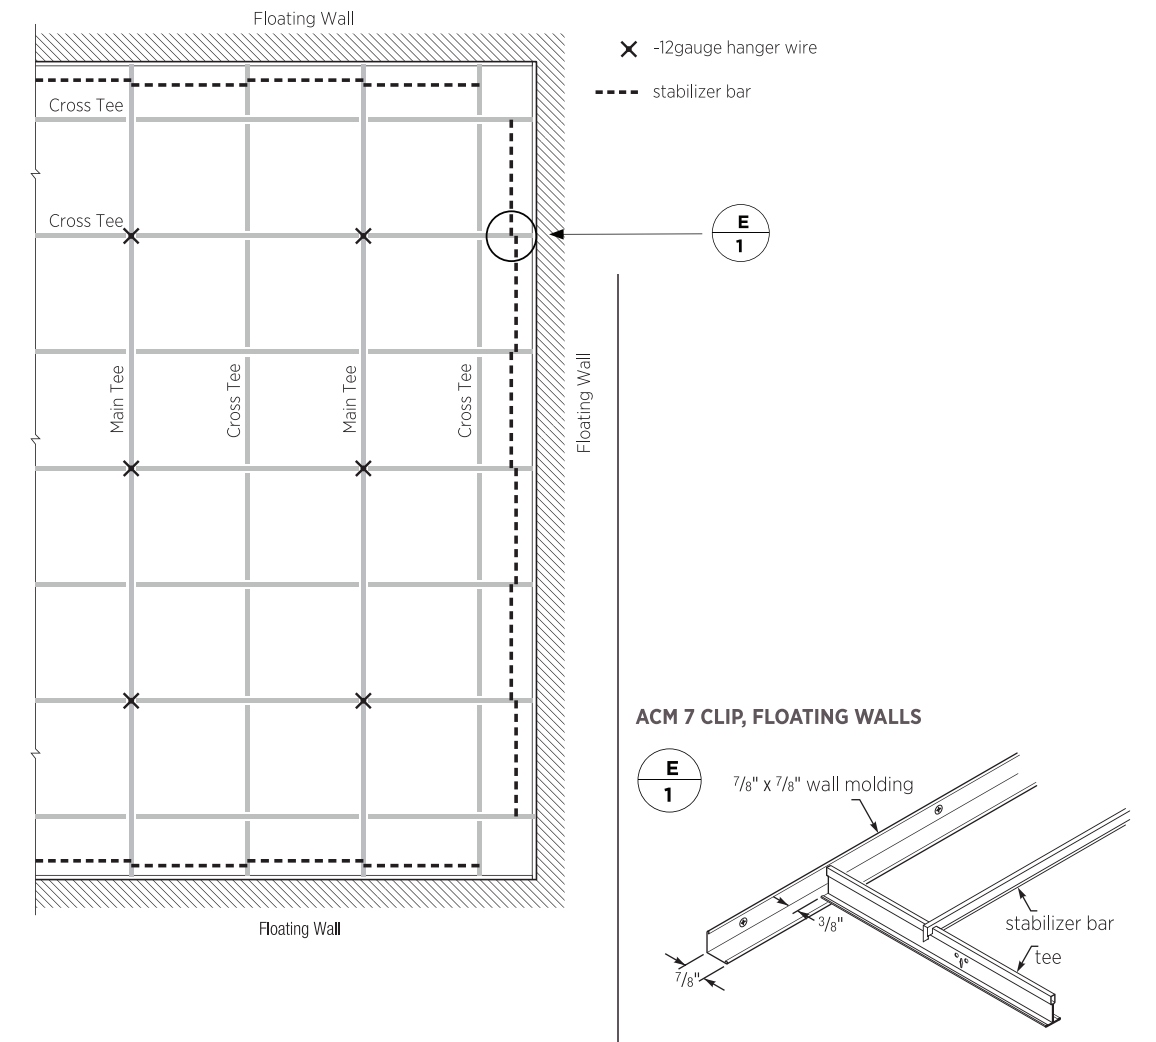 Floating Wall
-12gauge hanger wire
stabilizer bar
Cross Tee
Cross Tee
E
1
Main Tee
Cross Tee
Main Tee
Cross Tee
Floating Wall
Floating Wall
ACM 7 CLIP, FLOATING WALLS
E
1
7/8" x 7/8" wall molding
3/8"
stabilizer bar
tee
7/8"